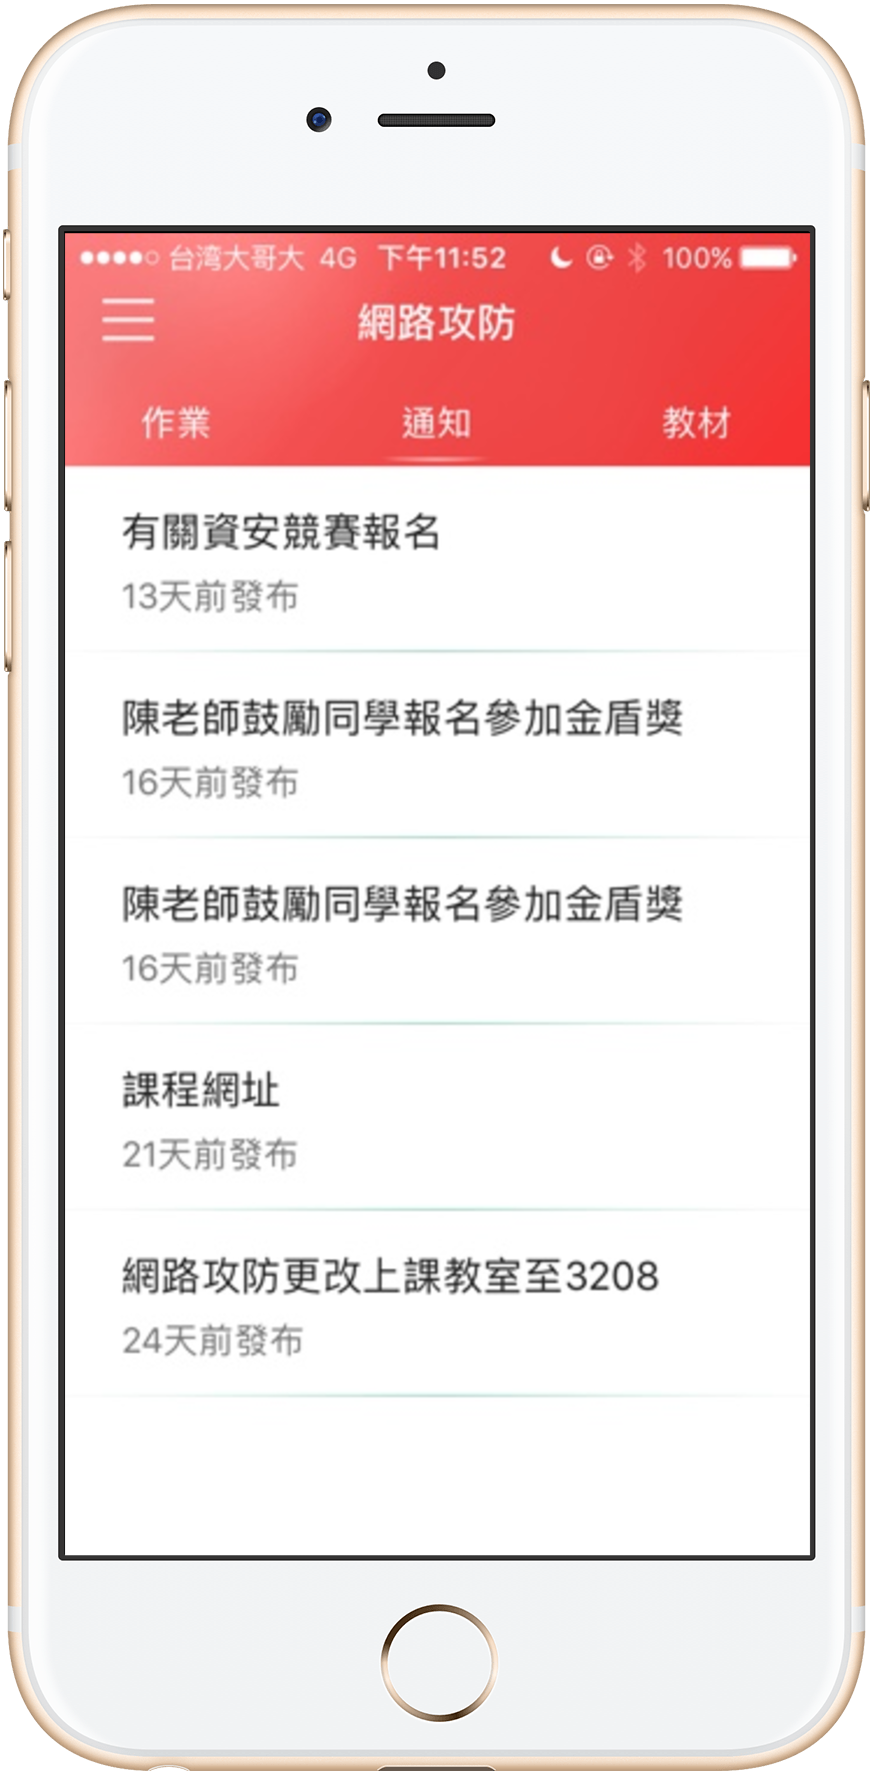 台湾大哥大 4G 下午11:52 100%
網路攻防
作業 通知 教材
有關資安競賽報名
13天前發布
陳老師鼓勵同學報名參加金盾獎
16天前發布
陳老師鼓勵同學報名參加金盾獎
16天前發布
課程網址
21天前發布
網路攻防更改上課教室至3208
24天前發布